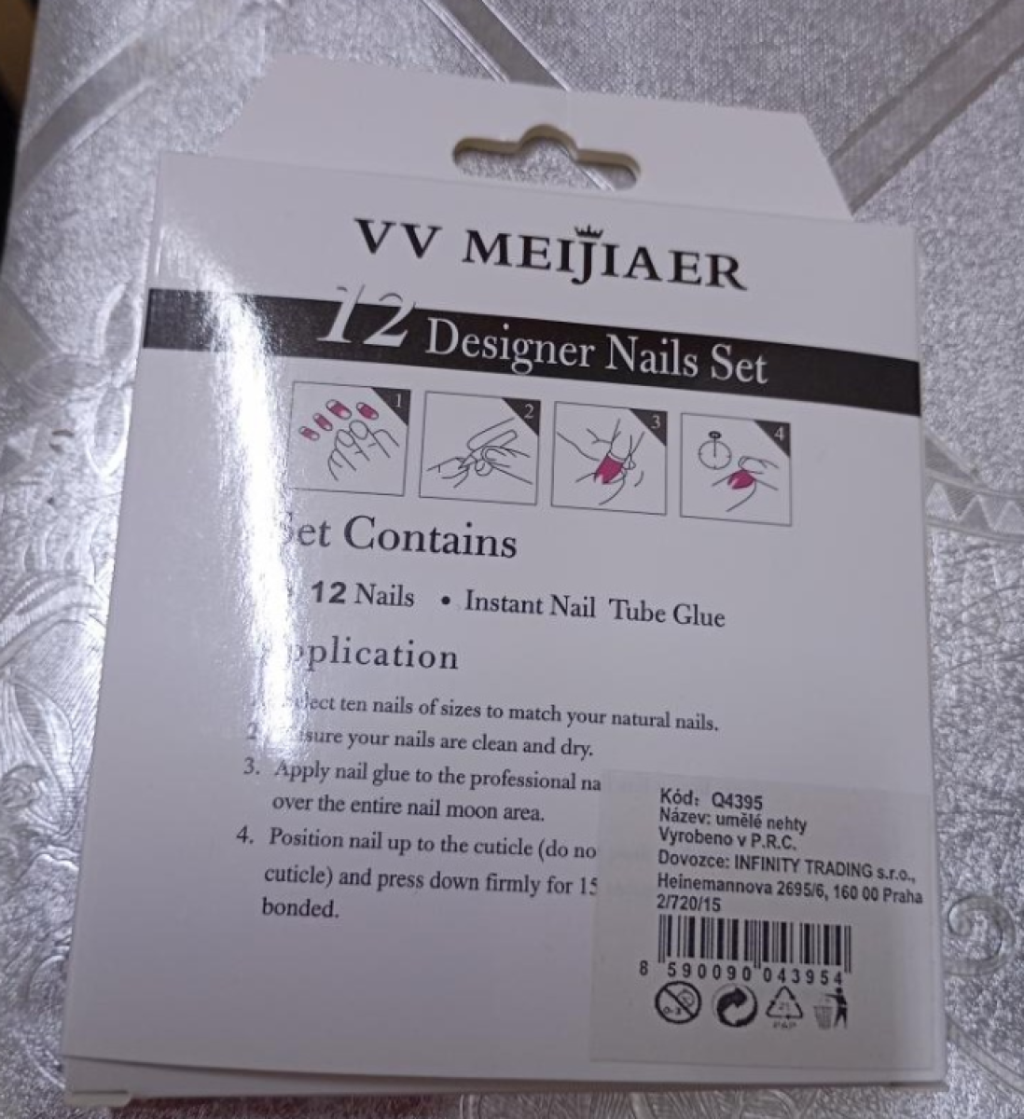 VV MEIJIAER
12 Designer Nails Set
1 2 3 4
Set Contains
12 Nails • Instant Nail Tube Glue
Application
Select ten nails of sizes to match your natural nails.
2. your nails are clean and dry.
3. Apply nail glue to the professional
over the entire nail moon area.
4. Position nail up to the cuticle (do
cuticle) and press down firmly for 15
bonded.
Kód: Q4395
Název: umělé nehty
Vyrobeno v P.R.C.
Dovozce: INFINITY TRADING s.r.o.,
Heinemannova 2695/6, 160 00 Praha
2/720/15
8 590090 043954
0-3
PAP